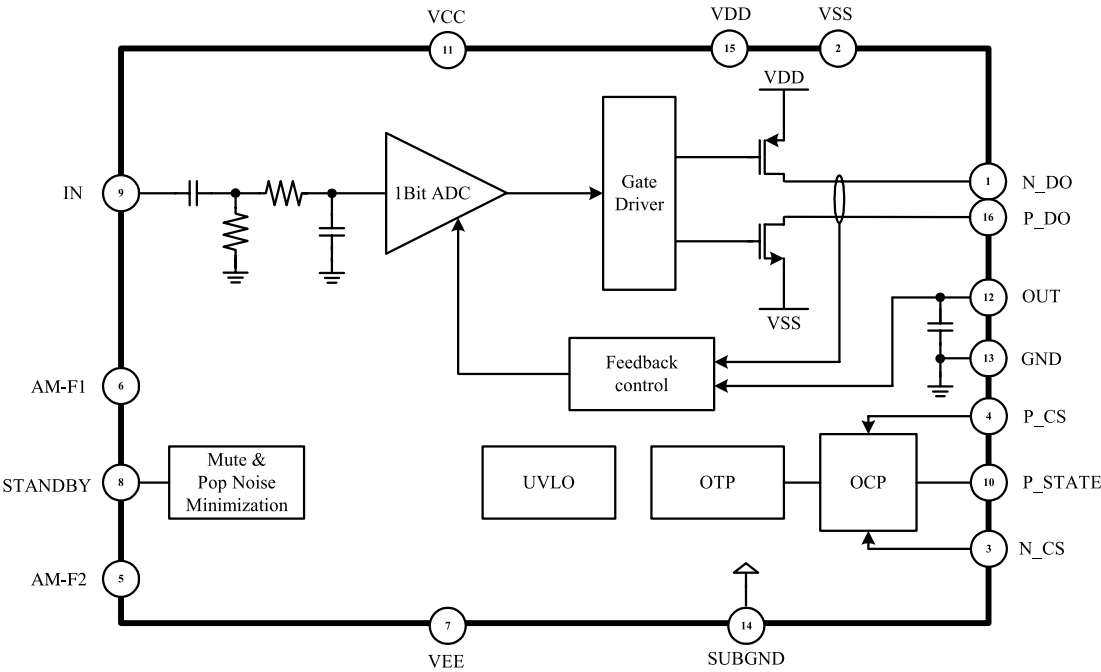 VCC
VDD
VSS
11
15
2
VDD
IN
9
1Bit ADC
Gate
Driver
1
N_DO
16
P_DO
VSS
12
OUT
Feedback
control
13
GND
AM-F1
6
4
P_CS
STANDBY
8
Mute &
Pop Noise
Minimization
UVLO
OTP
OCP
10
P_STATE
3
N_CS
AM-F2
5
7
14
VEE
SUBGND